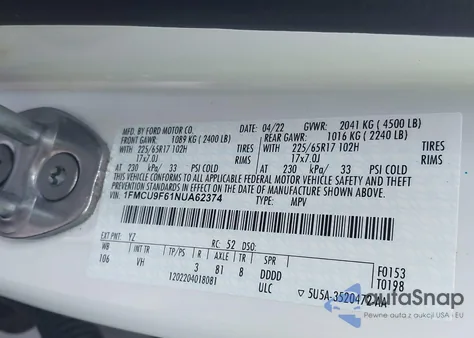 MFD. BY FORD MOTOR CO. DATE: 04/22 GVWR: 2041 KG ( 4500 LB)
FRONT GAWR: 1089 KG ( 2400 LB) REAR GAWR: 1016 KG ( 2240 LB)
WITH 225/65R17 102H TIRES WITH 225/65R17 102H TIRES
17x7.0J RIMS 17x7.0J RIMS
AT 230 kPa/ 33 PSI COLD AT 230 kPa/ 33 PSI COLD
THIS VEHICLE CONFORMS TO ALL APPLICABLE FEDERAL MOTOR VEHICLE SAFETY AND THEFT
PREVENTION STANDARDS IN EFFECT ON THE DATE OF MANUFACTURE SHOWN ABOVE.
VIN: 1FMCU9F61NUA62374 TYPE: MPV
EXT PNT: YZ RC: 52 DSO:
WB INT TR TP/PS R AXLE TR SPR
106 VH 3 81 8 DDDD F0153
1202204018081 ULC T0198
5U5A-3520472-AA
autoSnap
Pewne zakupy z aukcji - USA - EU